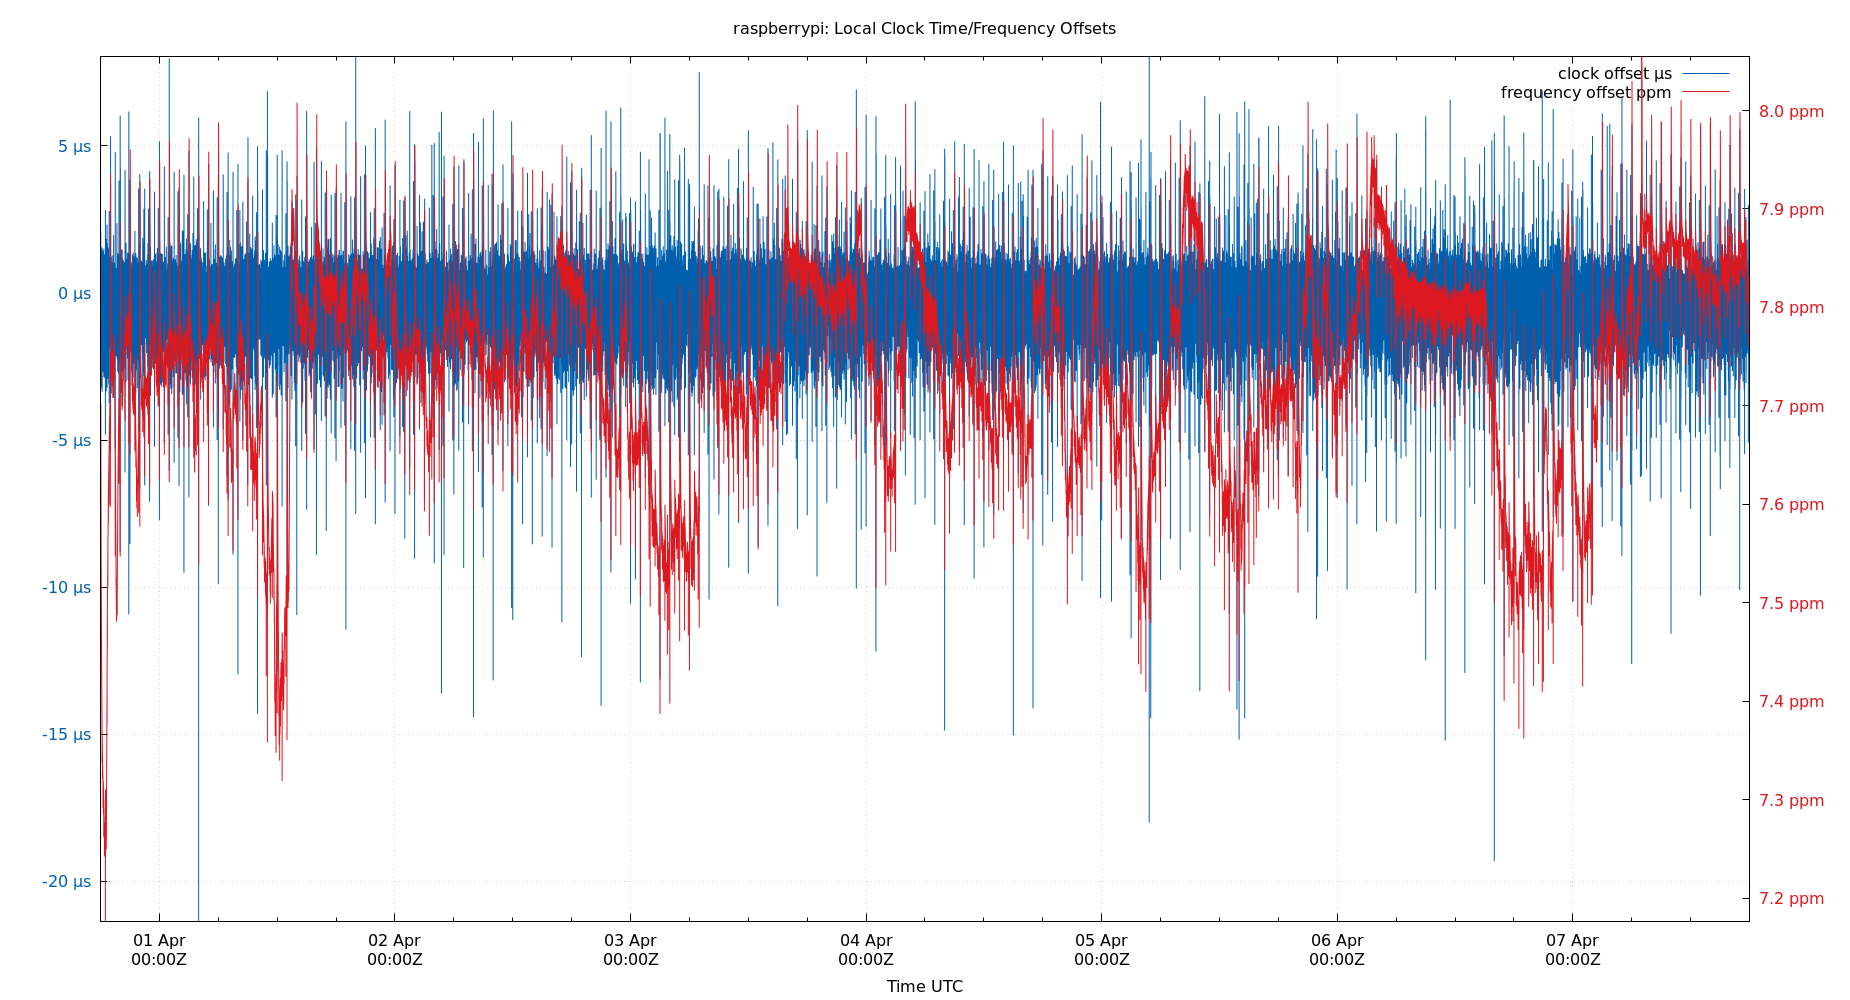 raspberrypi: Local Clock Time/Frequency Offsets
clock offset µs
frequency offset ppm
5 µs
0 µs
-5 µs
-10 µs
-15 µs
-20 µs
8.0 ppm
7.9 ppm
7.8 ppm
7.7 ppm
7.6 ppm
7.5 ppm
7.4 ppm
7.3 ppm
7.2 ppm
01 Apr
00:00Z
02 Apr
00:00Z
03 Apr
00:00Z
04 Apr
00:00Z
05 Apr
00:00Z
06 Apr
00:00Z
07 Apr
00:00Z
Time UTC